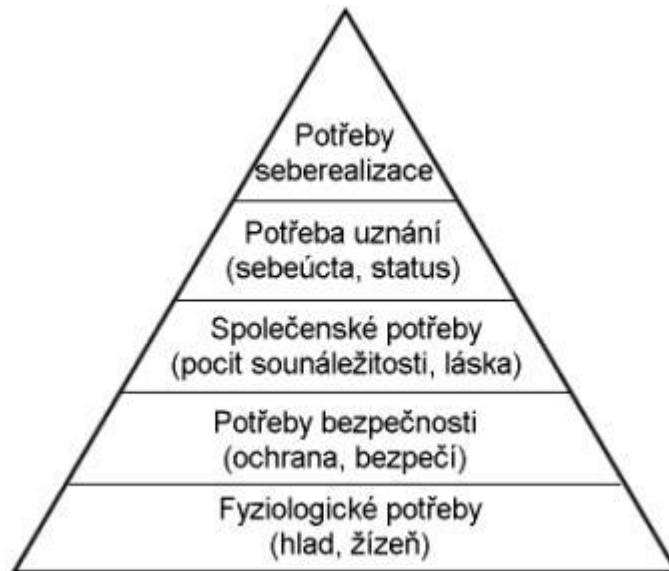 Potřeby
seberealizace
Potřeba uznání
(sebeúcta, status)
Společenské potřeby
(pocit sounáležitosti, láska)
Potřeby bezpečnosti
(ochrana, bezpečí)
Fyziologické potřeby
(hlad, žízeň)